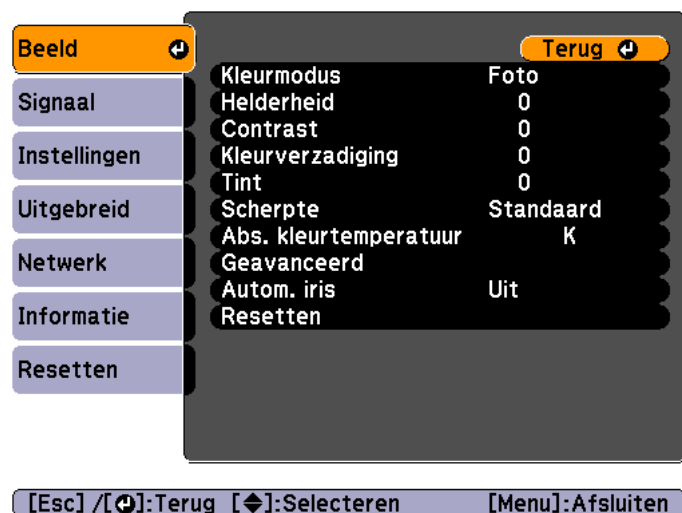 Beeld
Signaal
Instellingen
Uitgebreid
Netwerk
Informatie
Resetten
Terug
Kleurmodus Foto
Helderheid 0
Contrast 0
Kleurverzadiging 0
Tint 0
Scherpte Standaard
Abs. kleurtemperatuur K
Geavanceerd
Autom. iris Uit
Resetten
[Esc] /[⏎]:Terug [◆]:Selecteren [Menu]:Afsluiten